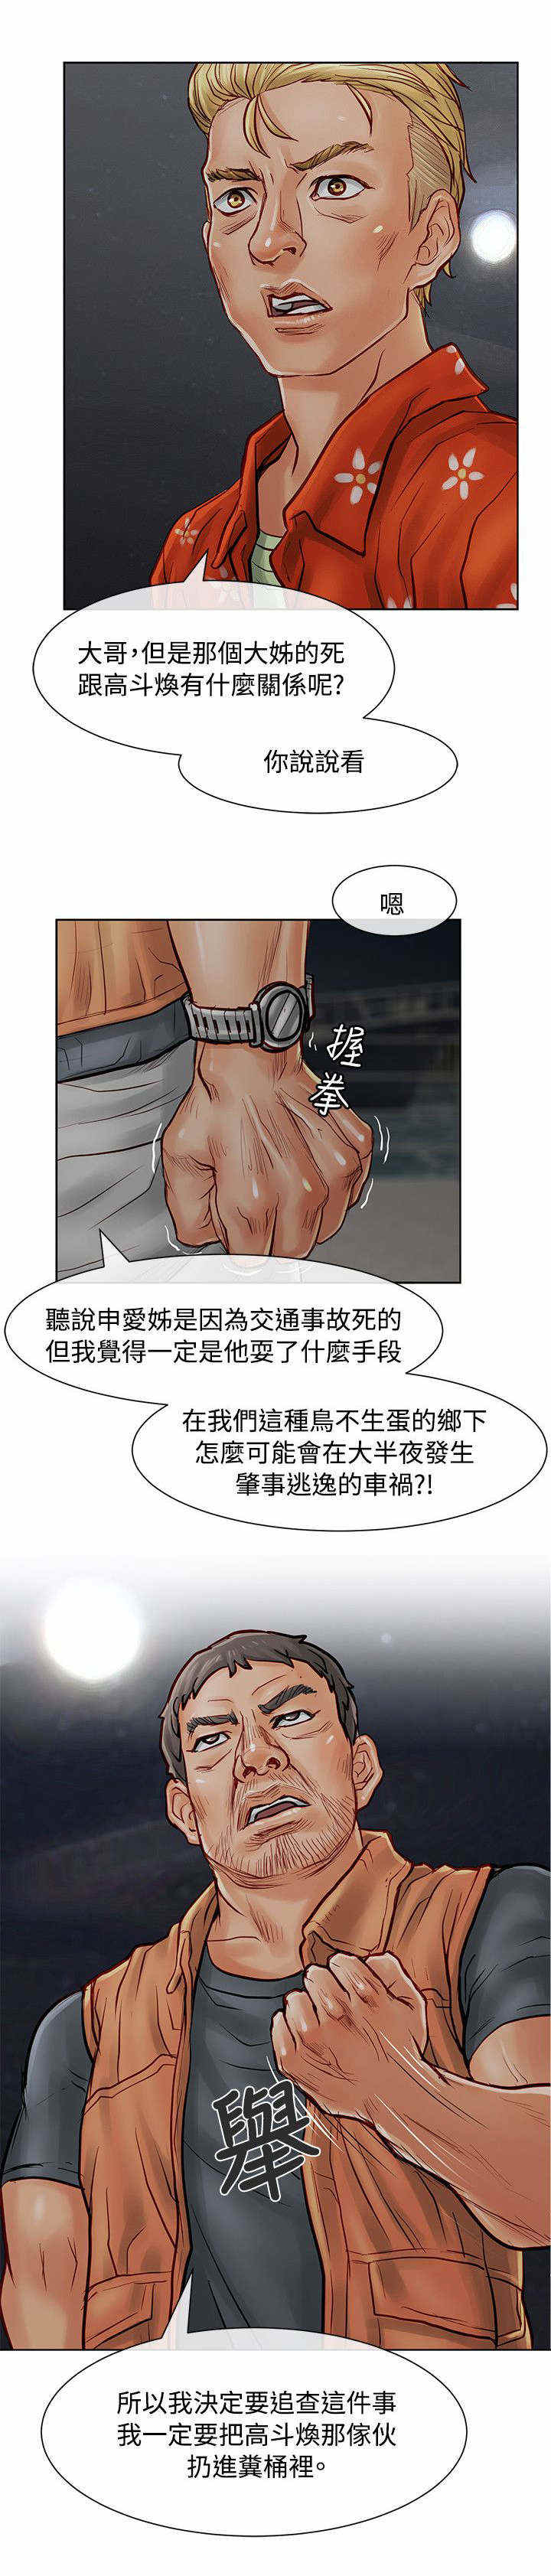 大哥,但是那個大姊的死
跟高斗煥有什麼關係呢?
你說說看
嗯
握
拳
聽說申愛姊是因為交通事故死的
但我覺得一定是他耍了什麼手段
在我們這種鳥不生蛋的鄉下
怎麼可能會在大半夜發生
肇事逃逸的車禍?!
舉
所以我決定要追查這件事
我一定要把高斗煥那傢伙
扔進糞桶裡。